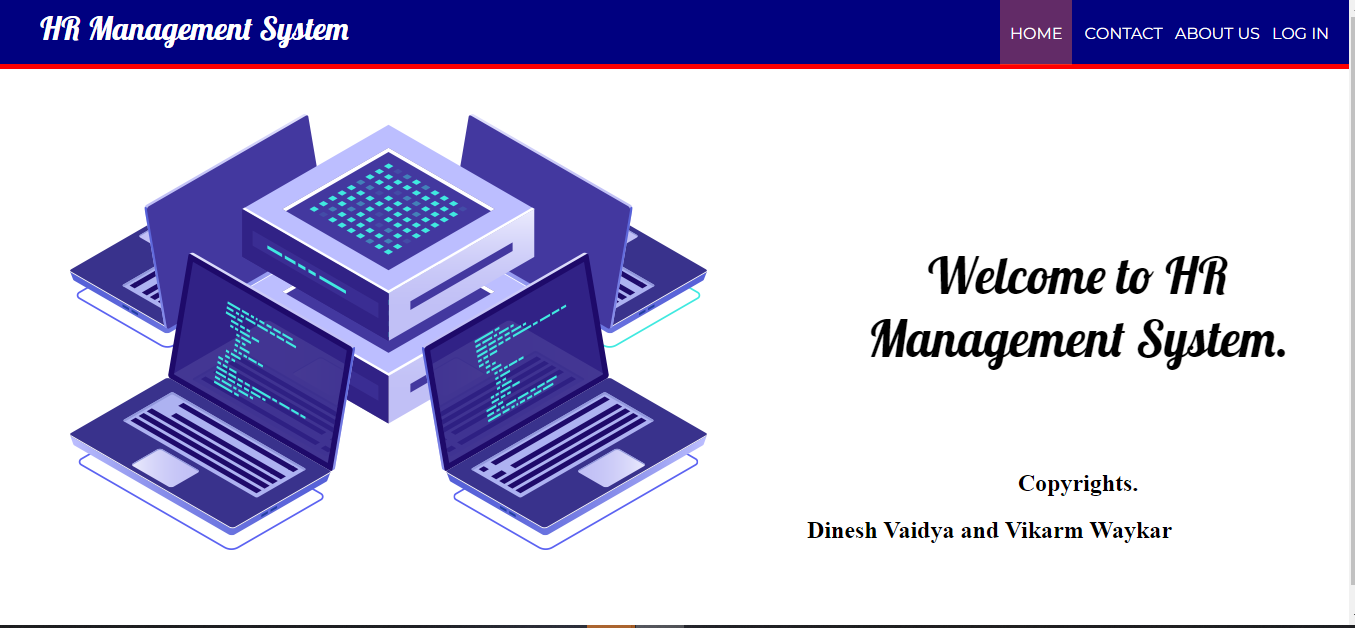 HR Management System
HOME CONTACT ABOUT US LOG IN
Welcome to HR
Management System.
Copyrights.
Dinesh Vaidya and Vikarm Waykar